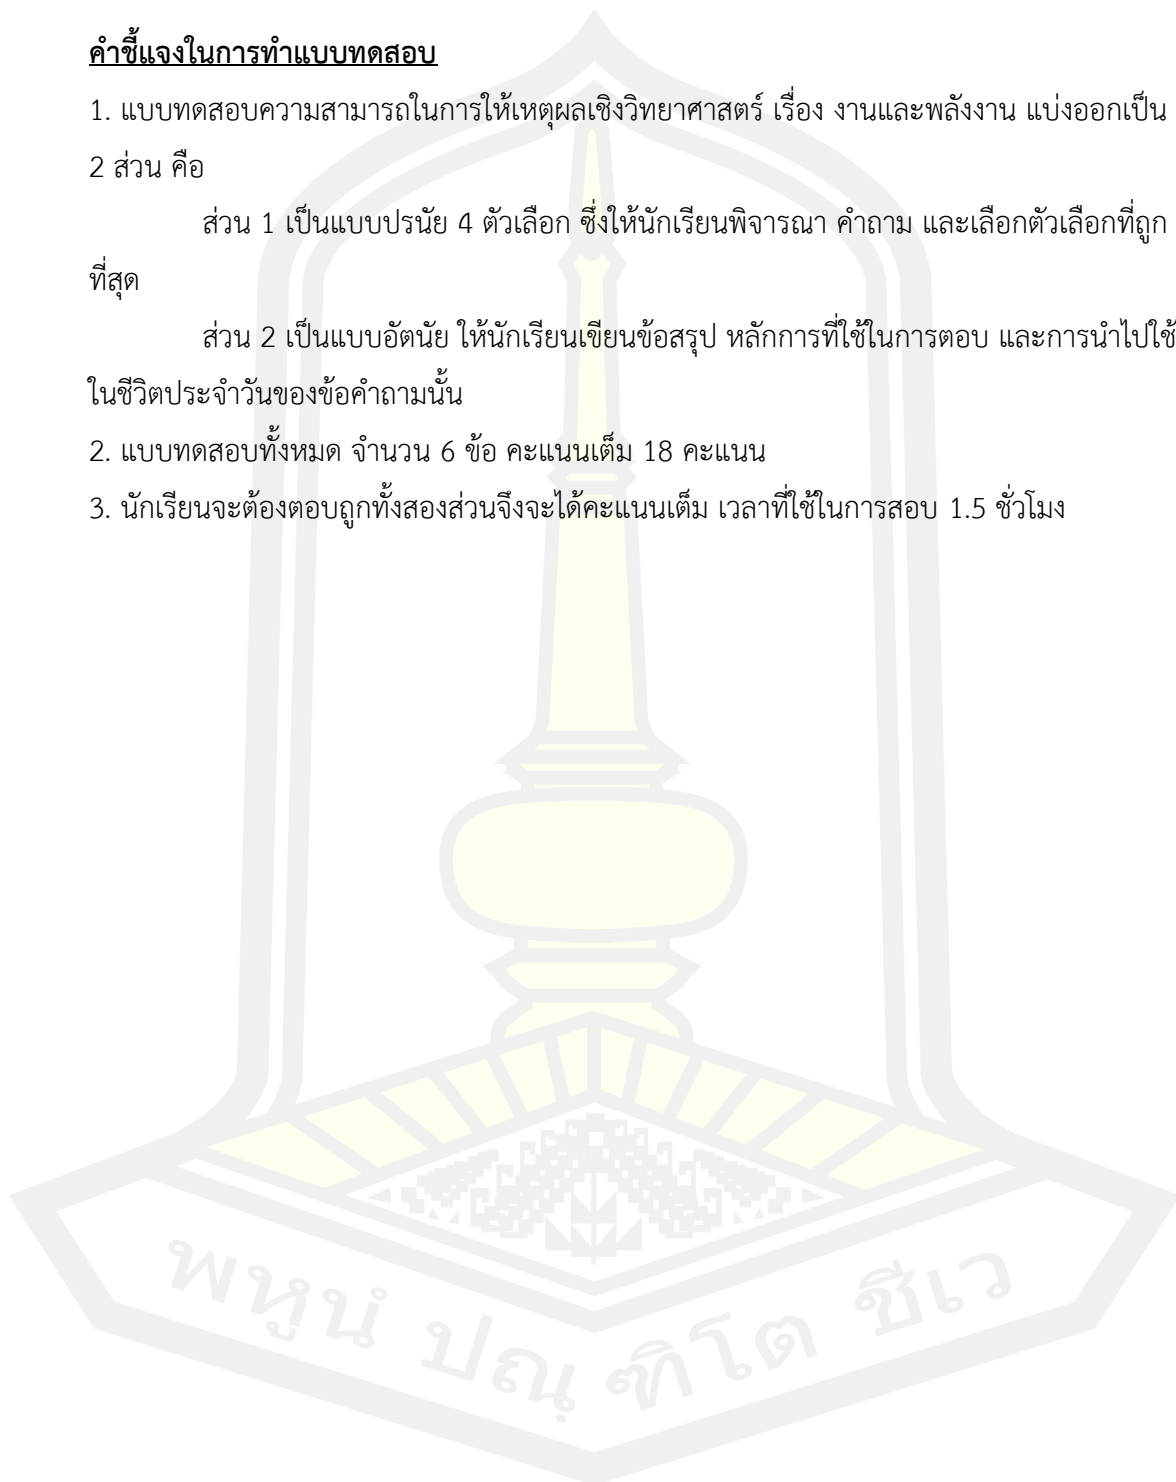 คำชี้แจงในการทำแบบทดสอบ
1. แบบทดสอบความสามารถในการให้เหตุผลเชิงวิทยาศาสตร์ เรื่อง งานและพลังงาน แบ่งออกเป็น
2 ส่วน คือ
ส่วน 1 เป็นแบบปรนัย 4 ตัวเลือก ซึ่งให้นักเรียนพิจารณา คำถาม และเลือกตัวเลือกที่ถูก
ที่สุด
ส่วน 2 เป็นแบบอัตนัย ให้นักเรียนเขียนข้อสรุป หลักการที่ใช้ในการตอบ และการนำไปใช้
ในชีวิตประจำวันของข้อคำถามนั้น
2. แบบทดสอบทั้งหมด จำนวน 6 ข้อ คะแนนเต็ม 18 คะแนน
3. นักเรียนจะต้องตอบถูกทั้งสองส่วนจึงจะได้คะแนนเต็ม เวลาที่ใช้ในการสอบ 1.5 ชั่วโมง
พหูนํ ปณฺฑิโต ชีเว